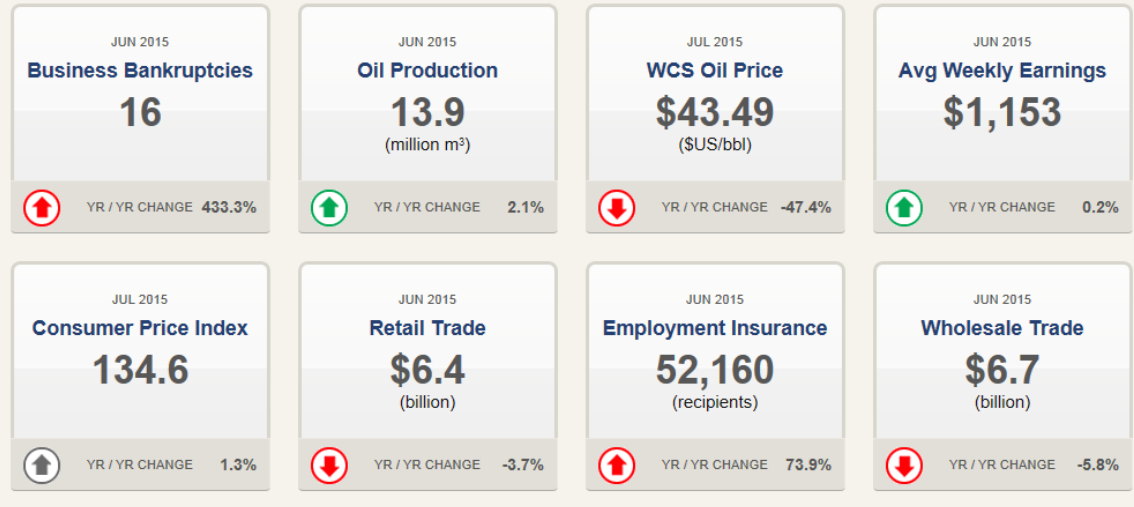 JUN 2015
Business Bankruptcies
16
YR / YR CHANGE 433.3%
JUN 2015
Oil Production
13.9
(million m³)
YR / YR CHANGE 2.1%
JUL 2015
WCS Oil Price
$43.49
($US/bbl)
YR / YR CHANGE -47.4%
JUN 2015
Avg Weekly Earnings
$1,153
YR / YR CHANGE 0.2%
JUL 2015
Consumer Price Index
134.6
YR / YR CHANGE 1.3%
JUN 2015
Retail Trade
$6.4
(billion)
YR / YR CHANGE -3.7%
JUN 2015
Employment Insurance
52,160
(recipients)
YR / YR CHANGE 73.9%
JUN 2015
Wholesale Trade
$6.7
(billion)
YR / YR CHANGE -5.8%